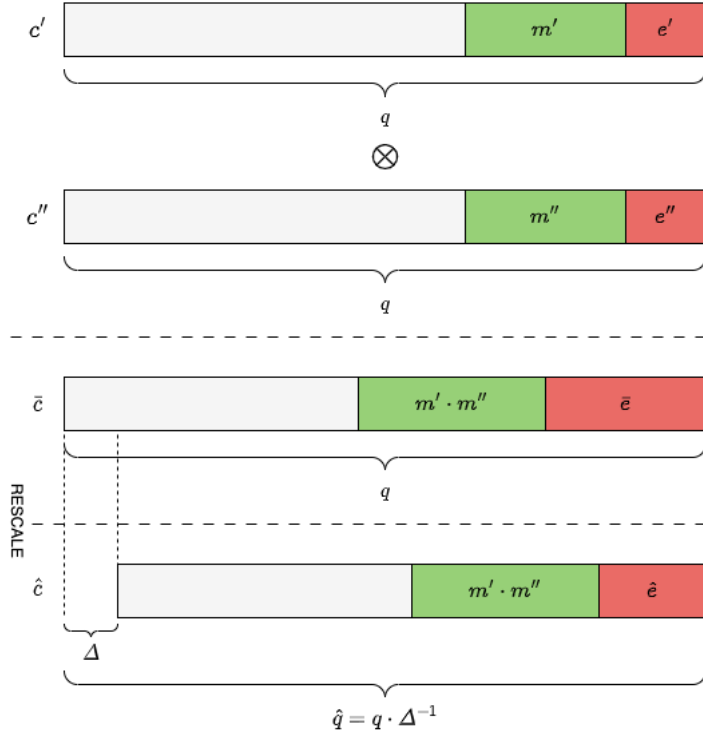 c′ m′ e′
q
⊗
c″ m″ e″
q
c̄ m′ · m″ ē
q
RESCALE
ĉ m′ · m″ ê
Δ
q̂ = q · Δ⁻¹